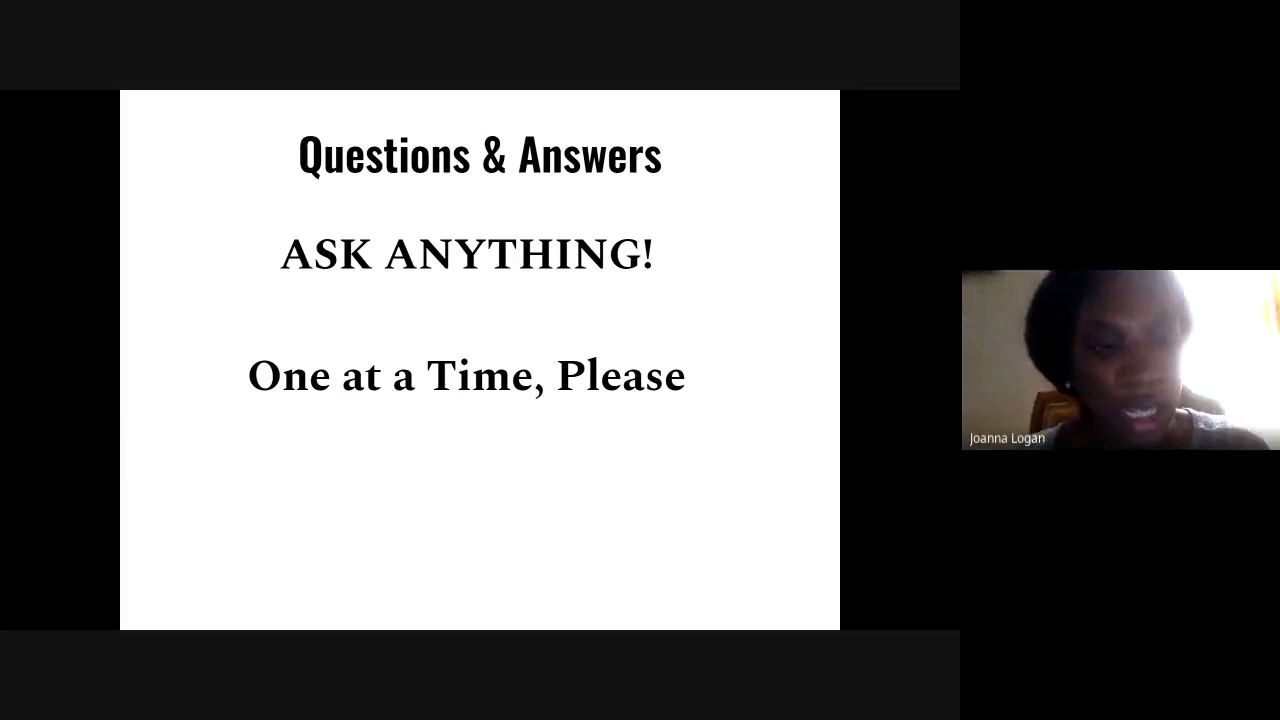 Questions & Answers
ASK ANYTHING!
One at a Time, Please
Joanna Logan